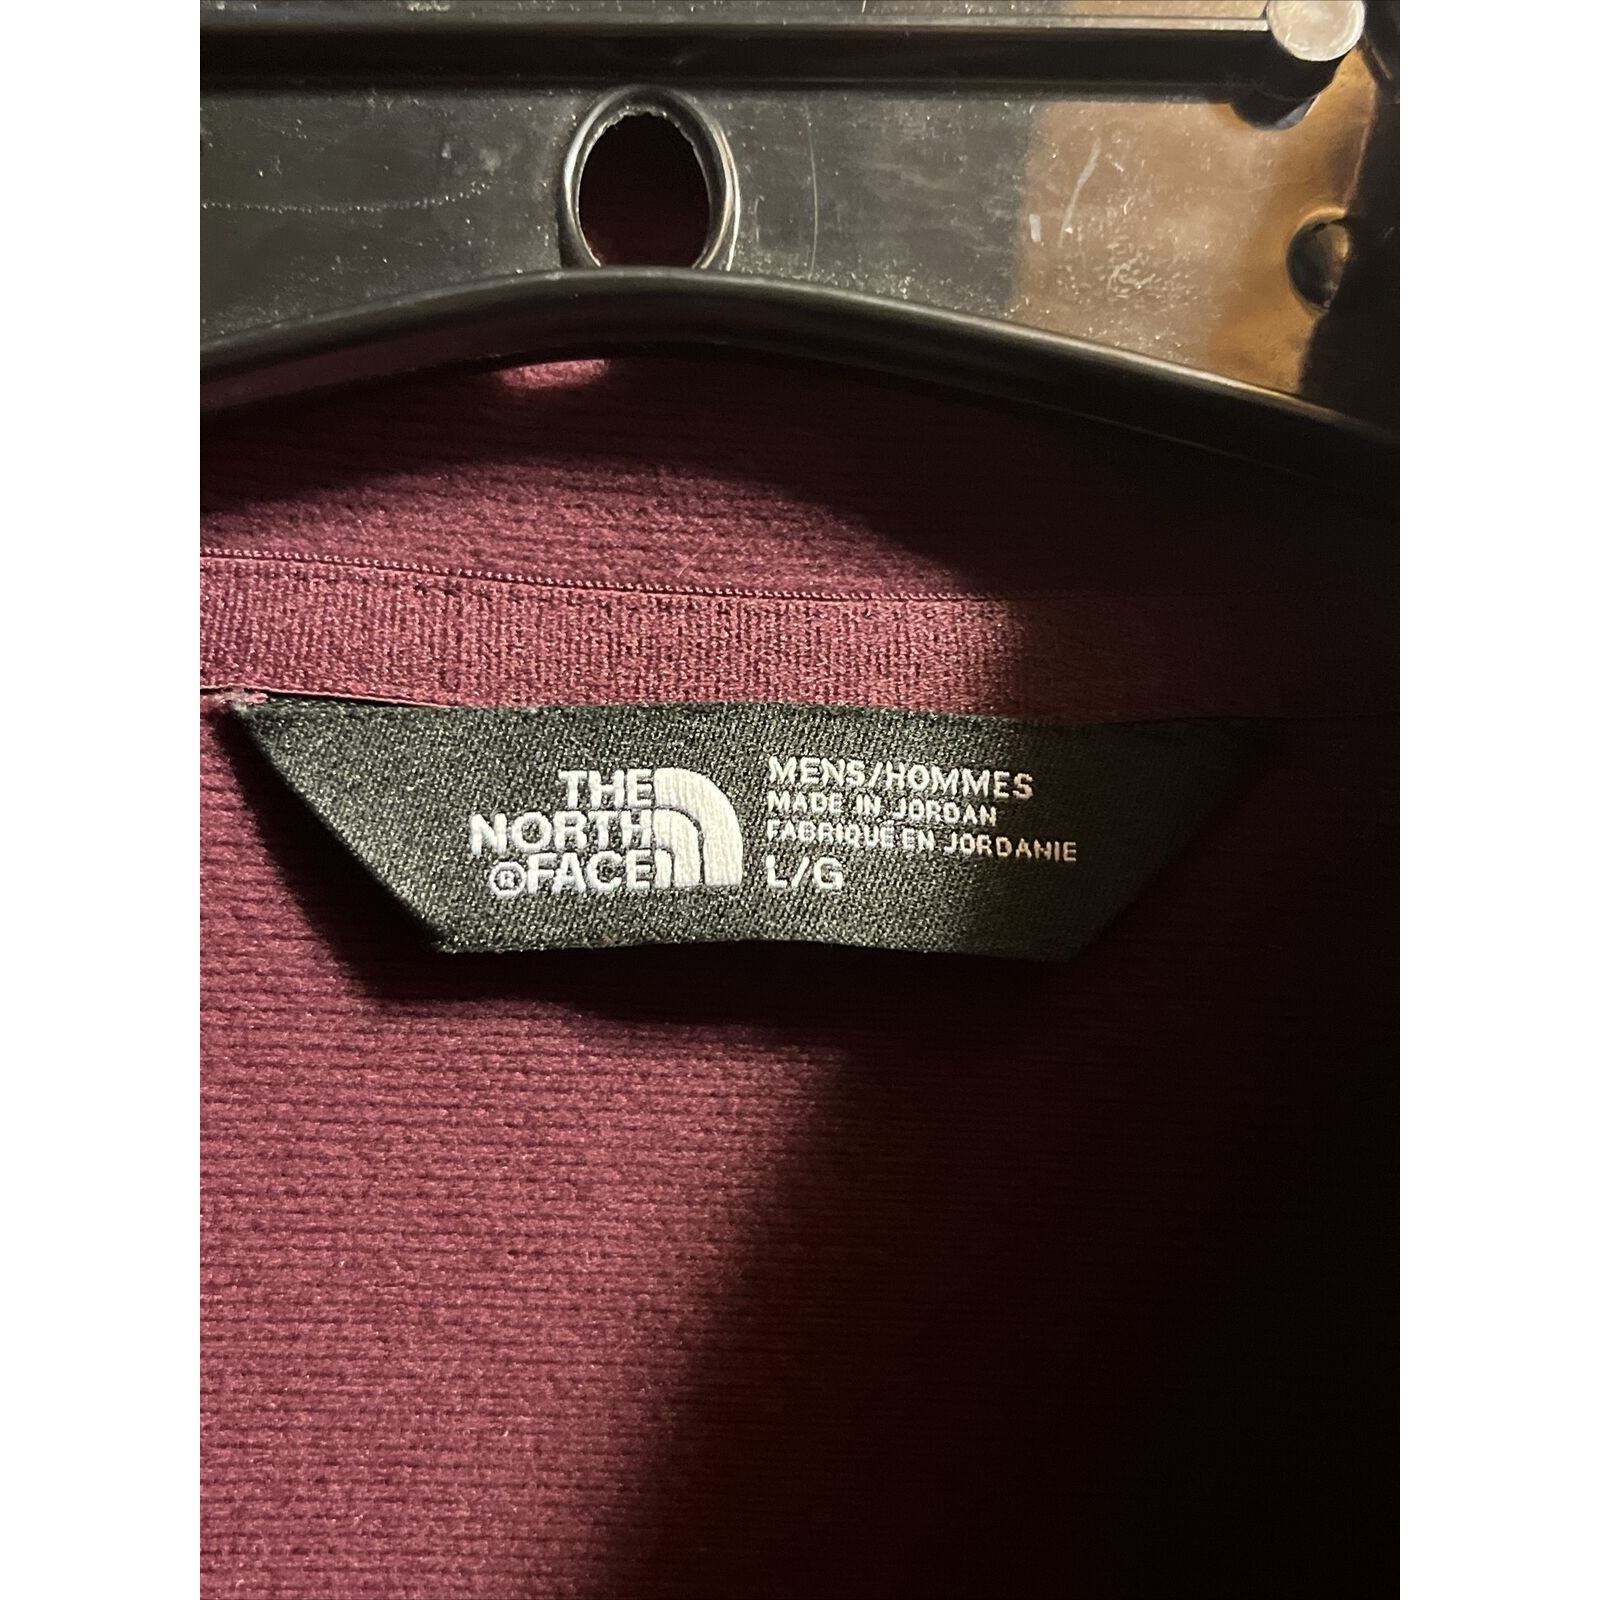 THE
NORTH
®FACE
MENS/HOMMES
MADE IN JORDAN
FABRIQUÉ EN JORDANIE
L/G